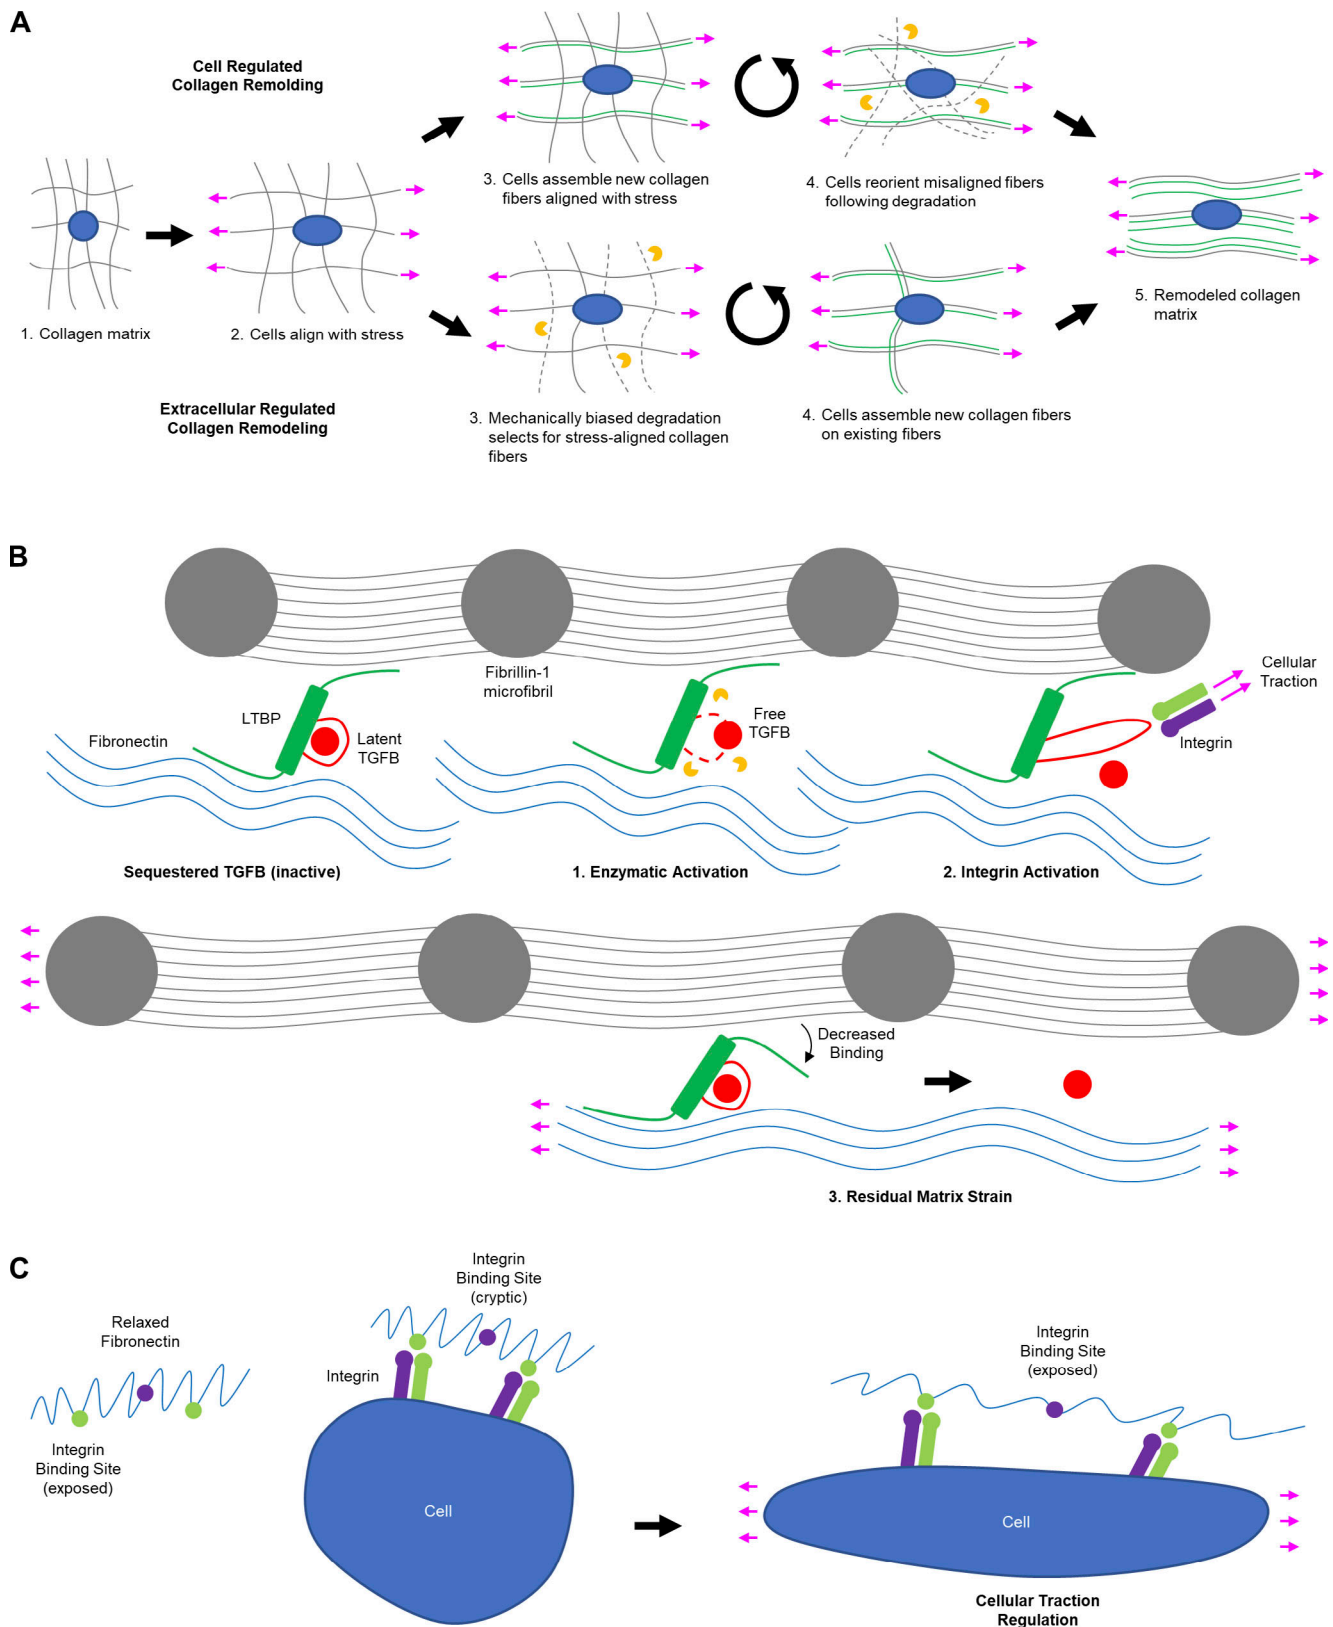 A
Cell Regulated
Collagen Remolding
3. Cells assemble new collagen
fibers aligned with stress
4. Cells reorient misaligned fibers
following degradation
1. Collagen matrix
2. Cells align with stress
5. Remodeled collagen
matrix
Extracellular Regulated
Collagen Remodeling
3. Mechanically biased degradation
selects for stress-aligned collagen
fibers
4. Cells assemble new collagen fibers
on existing fibers
B
Fibrillin-1
microfibril
Cellular
Traction
LTBP
Fibronectin
Latent
TGFB
Free
TGFB
Integrin
Sequestered TGFB (inactive)
1. Enzymatic Activation
2. Integrin Activation
Decreased
Binding
3. Residual Matrix Strain
C
Integrin
Binding Site
(cryptic)
Relaxed
Fibronectin
Integrin
Integrin
Binding Site
(exposed)
Integrin
Binding Site
(exposed)
Cell
Cell
Cellular Traction
Regulation